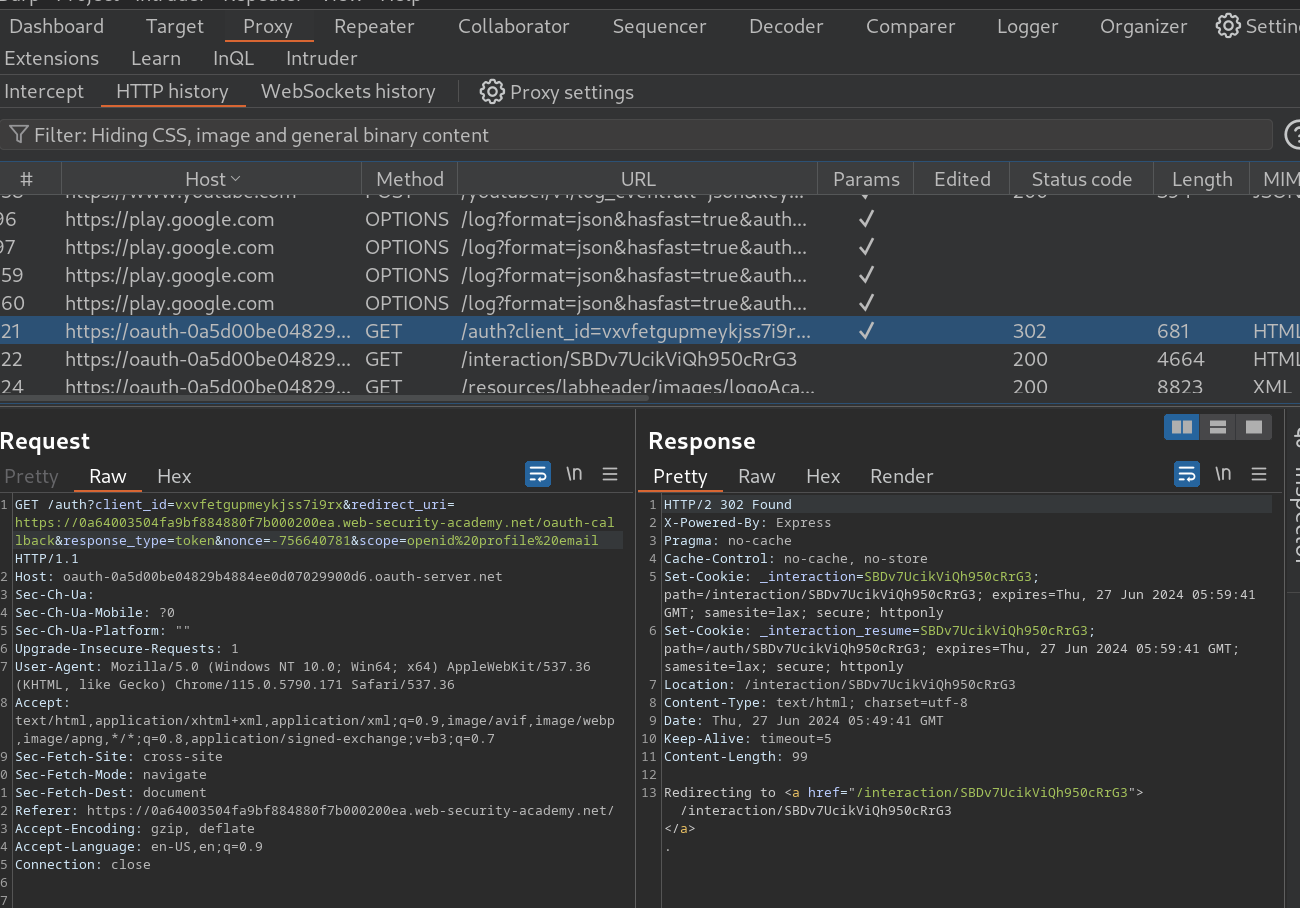 Dashboard Target Proxy Repeater Collaborator Sequencer Decoder Comparer Logger Organizer
Extensions Learn InQL Intruder
Intercept HTTP history WebSockets history Proxy settings
Filter: Hiding CSS, image and general binary content
# Host Method URL Params Edited Status code Length
96 https://play.google.com OPTIONS /log?format=json&hasfast=true&auth... ✓
97 https://play.google.com OPTIONS /log?format=json&hasfast=true&auth... ✓
59 https://play.google.com OPTIONS /log?format=json&hasfast=true&auth... ✓
60 https://play.google.com OPTIONS /log?format=json&hasfast=true&auth... ✓
21 https://oauth-0a5d00be04829... GET /auth?client_id=vxvfetgupmeykjss7i9r... ✓ 302 681 HTML
22 https://oauth-0a5d00be04829... GET /interaction/SBDv7UcikViQh950cRrG3 200 4664 HTML
24 https://oauth-0a5d00be04829... GET /resources/labheader/images/logoAca... 200 8823 XML
Request
Pretty Raw Hex \n
1 GET /auth?client_id=vxvfetgupmeykjss7i9rx&redirect_uri=
https://0a64003504fa9bf884880f7b000200ea.web-security-academy.net/oauth-cal
lback&response_type=token&nonce=-756640781&scope=openid%20profile%20email
HTTP/1.1
2 Host: oauth-0a5d00be04829b4884ee0d07029900d6.oauth-server.net
3 Sec-Ch-Ua:
4 Sec-Ch-Ua-Mobile: ?0
5 Sec-Ch-Ua-Platform: ""
6 Upgrade-Insecure-Requests: 1
7 User-Agent: Mozilla/5.0 (Windows NT 10.0; Win64; x64) AppleWebKit/537.36
(KHTML, like Gecko) Chrome/115.0.5790.171 Safari/537.36
8 Accept:
text/html,application/xhtml+xml,application/xml;q=0.9,image/avif,image/webp
,image/apng,*/*;q=0.8,application/signed-exchange;v=b3;q=0.7
9 Sec-Fetch-Site: cross-site
0 Sec-Fetch-Mode: navigate
1 Sec-Fetch-Dest: document
2 Referer: https://0a64003504fa9bf884880f7b000200ea.web-security-academy.net/
3 Accept-Encoding: gzip, deflate
4 Accept-Language: en-US,en;q=0.9
5 Connection: close
6
7
Response
Pretty Raw Hex Render \n
1 HTTP/2 302 Found
2 X-Powered-By: Express
3 Pragma: no-cache
4 Cache-Control: no-cache, no-store
5 Set-Cookie: _interaction=SBDv7UcikViQh950cRrG3;
path=/interaction/SBDv7UcikViQh950cRrG3; expires=Thu, 27 Jun 2024 05:59:41
GMT; samesite=lax; secure; httponly
6 Set-Cookie: _interaction_resume=SBDv7UcikViQh950cRrG3;
path=/auth/SBDv7UcikViQh950cRrG3; expires=Thu, 27 Jun 2024 05:59:41 GMT;
samesite=lax; secure; httponly
7 Location: /interaction/SBDv7UcikViQh950cRrG3
8 Content-Type: text/html; charset=utf-8
9 Date: Thu, 27 Jun 2024 05:49:41 GMT
10 Keep-Alive: timeout=5
11 Content-Length: 99
12
13 Redirecting to <a href="/interaction/SBDv7UcikViQh950cRrG3">
/interaction/SBDv7UcikViQh950cRrG3
</a>
.